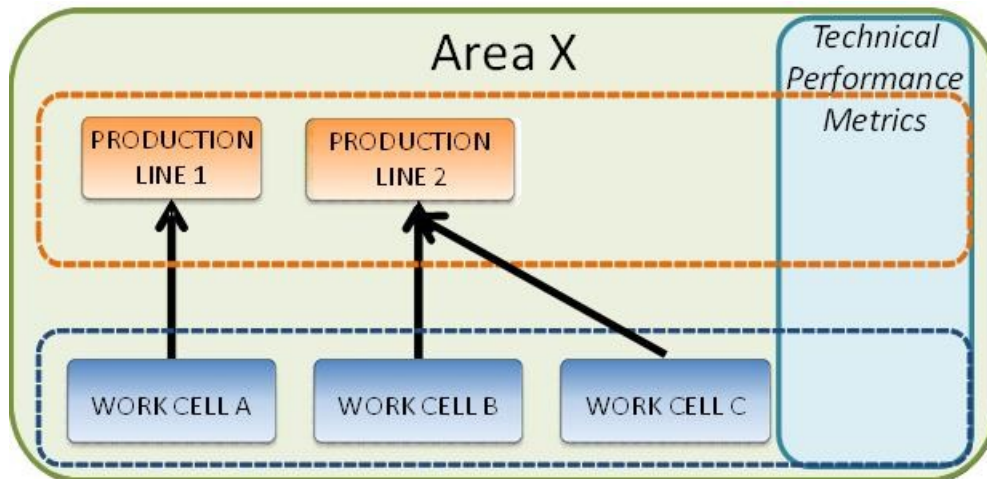 Area X
Technical
Performance
Metrics
PRODUCTION
LINE 1
PRODUCTION
LINE 2
WORK CELL A
WORK CELL B
WORK CELL C